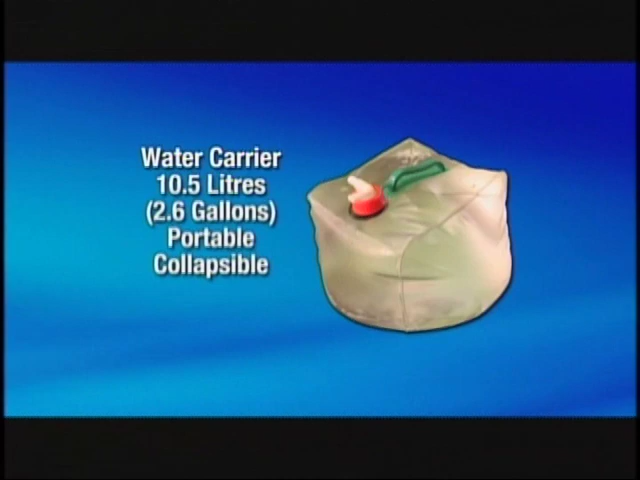 Water Carrier
10.5 Litres
(2.6 Gallons)
Portable
Collapsible